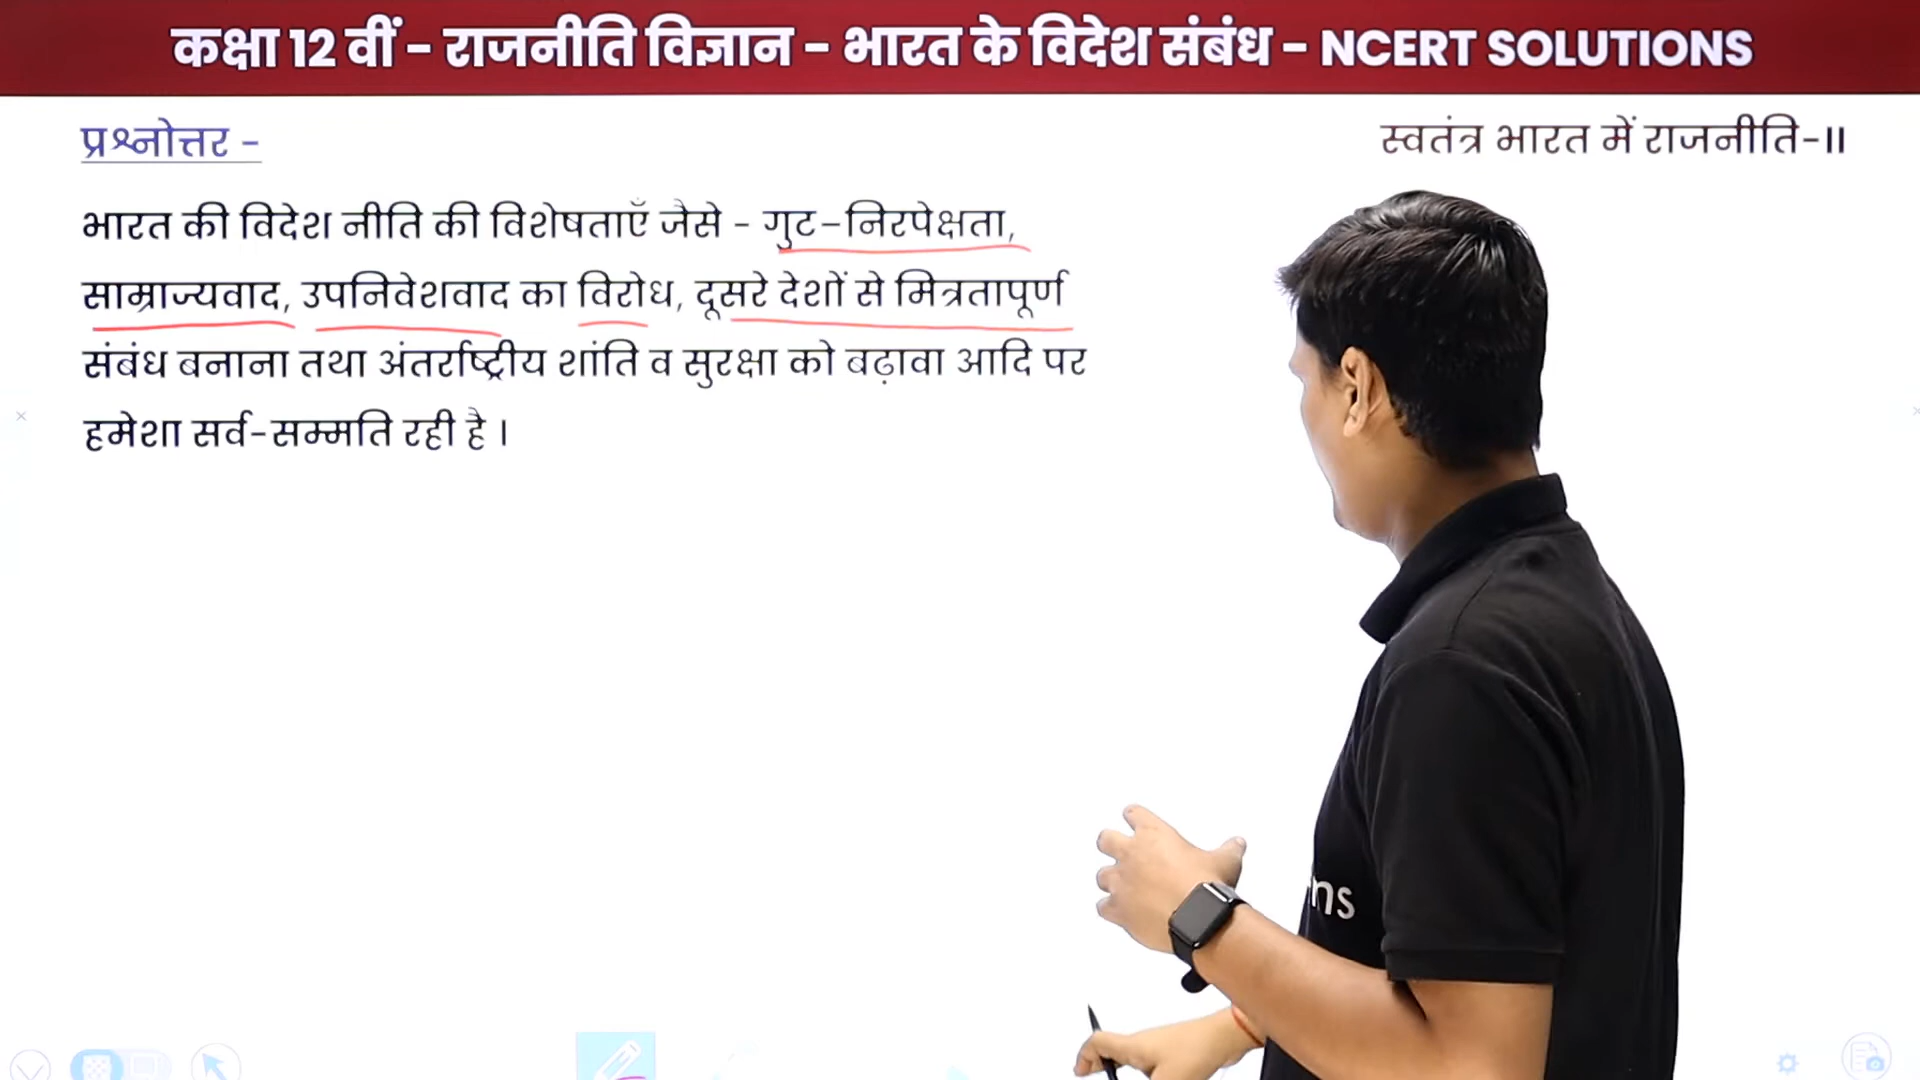 कक्षा 12 वीं - राजनीति विज्ञान - भारत के विदेश संबंध - NCERT SOLUTIONS
प्रश्नोत्तर -
स्वतंत्र भारत में राजनीति-II
भारत की विदेश नीति की विशेषताएँ जैसे - गुट-निरपेक्षता,
साम्राज्यवाद, उपनिवेशवाद का विरोध, दूसरे देशों से मित्रतापूर्ण
संबंध बनाना तथा अंतर्राष्ट्रीय शांति व सुरक्षा को बढ़ावा आदि पर
हमेशा सर्व-सम्मति रही है ।
ns